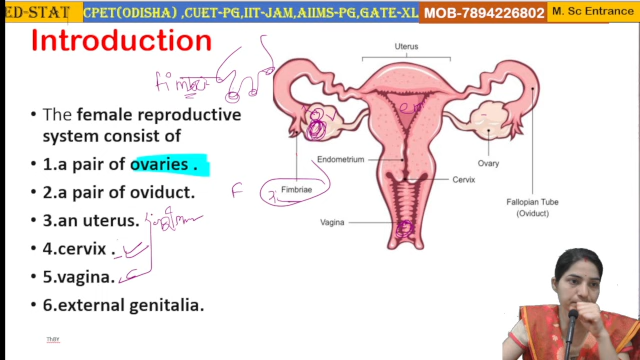 ED-STAT
CPET(ODISHA), CUET-PG, IIT-JAM, AIIMS-PG, GATE-XL
MOB-7894226802
M. Sc Entrance
Introduction
The female reproductive
system consist of
1.a pair of ovaries .
2.a pair of oviduct.
3.an uterus.
4.cervix .
5.vagina.
6.external genitalia.
Uterus
Endometrium
Ovary
Cervix
Fimbriae
Fallopian Tube
(Oviduct)
Vagina
F